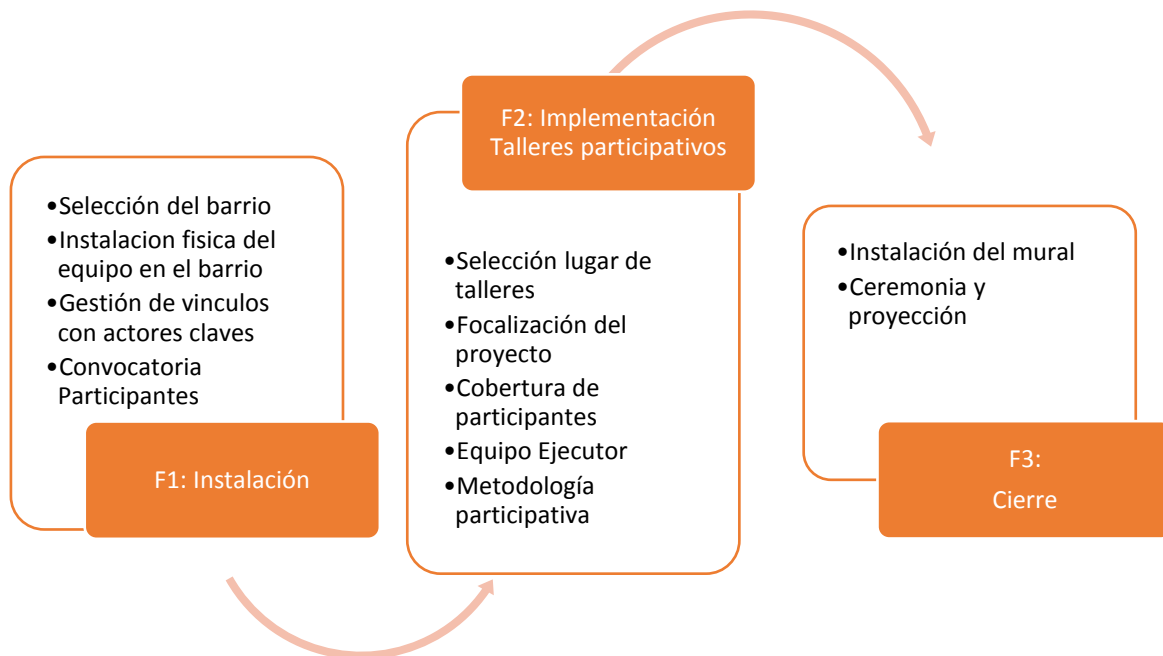 •Selección del barrio
•Instalacion fisica del
equipo en el barrio
•Gestión de vinculos
con actores claves
•Convocatoria
Participantes
F1: Instalación
F2: Implementación
Talleres participativos
•Selección lugar de
talleres
•Focalización del
proyecto
•Cobertura de
participantes
•Equipo Ejecutor
•Metodología
participativa
•Instalación del mural
•Ceremonia y
proyección
F3:
Cierre